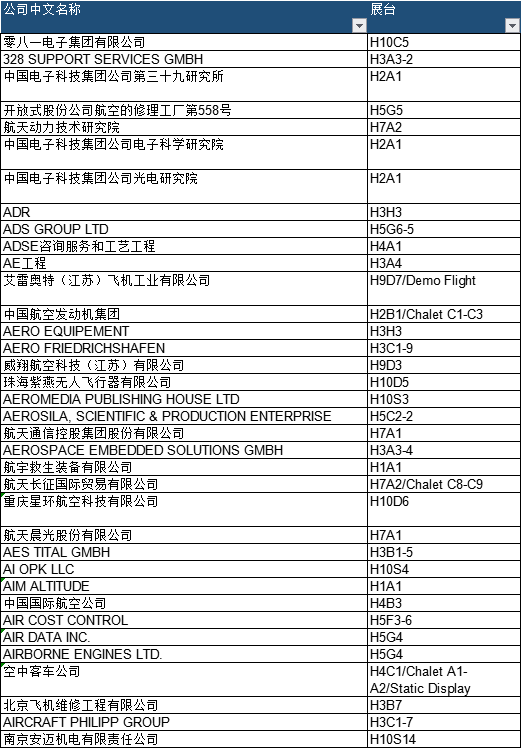 公司中文名称 展台
零八一电子集团有限公司 H10C5
328 SUPPORT SERVICES GMBH H3A3-2
中国电子科技集团公司第三十九研究所 H2A1
开放式股份公司航空的修理工厂第558号 H5G5
航天动力技术研究院 H7A2
中国电子科技集团公司电子科学研究院 H2A1
中国电子科技集团公司光电研究院 H2A1
ADR H3H3
ADS GROUP LTD H5G6-5
ADSE咨询服务和工艺工程 H4A1
AE工程 H3A4
艾雷奥特（江苏）飞机工业有限公司 H9D7/Demo Flight
中国航空发动机集团 H2B1/Chalet C1-C3
AERO EQUIPEMENT H3H3
AERO FRIEDRICHSHAFEN H3C1-9
威翔航空科技（江苏）有限公司 H9D3
珠海紫燕无人飞行器有限公司 H10D5
AEROMEDIA PUBLISHING HOUSE LTD H10S3
AEROSILA, SCIENTIFIC & PRODUCTION ENTERPRISE H5C2-2
航天通信控股集团股份有限公司 H7A1
AEROSPACE EMBEDDED SOLUTIONS GMBH H3A3-4
航宇救生装备有限公司 H1A1
航天长征国际贸易有限公司 H7A2/Chalet C8-C9
重庆星环航空科技有限公司 H10D6
航天晨光股份有限公司 H7A1
AES TITAL GMBH H3B1-5
AI OPK LLC H10S4
AIM ALTITUDE H1A1
中国国际航空公司 H4B3
AIR COST CONTROL H5F3-6
AIR DATA INC. H5G4
AIRBORNE ENGINES LTD. H5G4
空中客车公司 H4C1/Chalet A1-
A2/Static Display
北京飞机维修工程有限公司 H3B7
AIRCRAFT PHILIPP GROUP H3C1-7
南京安迈机电有限责任公司 H10S14